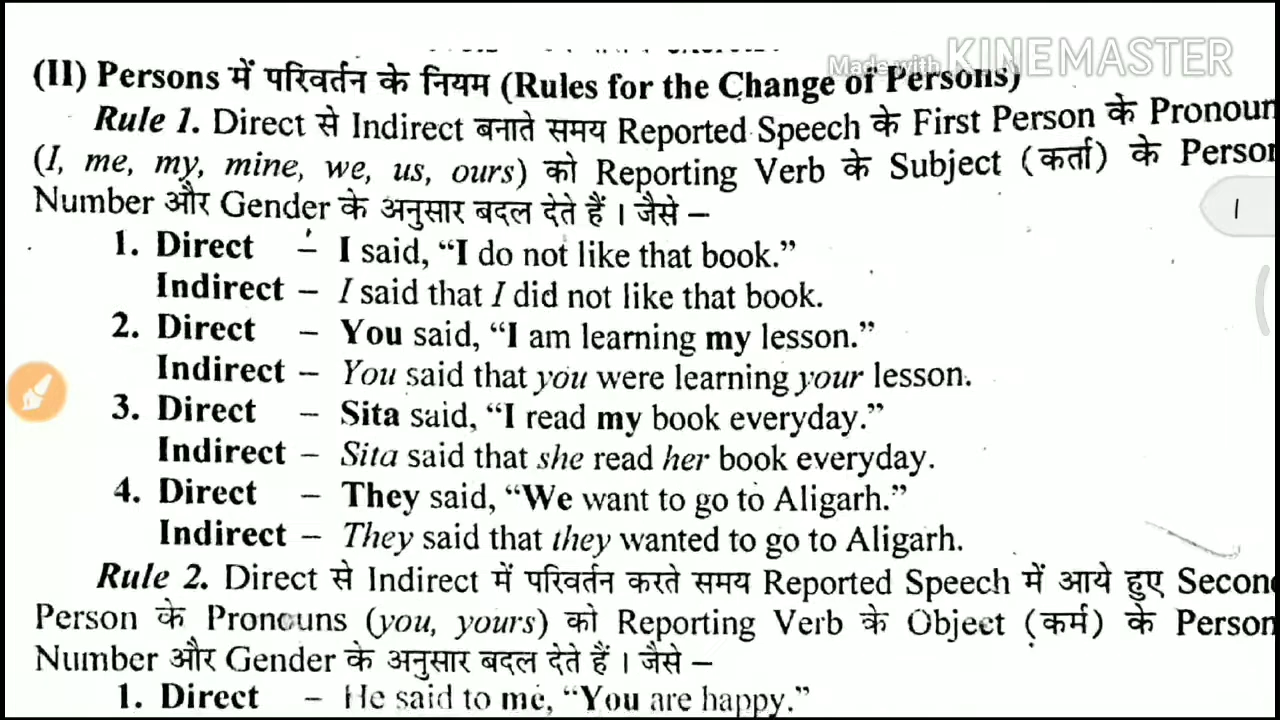 Made with KINEMASTER
(II) Persons में परिवर्तन के नियम (Rules for the Change of Persons)
Rule 1. Direct से Indirect बनाते समय Reported Speech के First Person के Pronoun
(I, me, my, mine, we, us, ours) को Reporting Verb के Subject (कर्ता) के Person
Number और Gender के अनुसार बदल देते हैं । जैसे –
1. Direct – I said, “I do not like that book.”
Indirect – I said that I did not like that book.
2. Direct – You said, “I am learning my lesson.”
Indirect – You said that you were learning your lesson.
3. Direct – Sita said, “I read my book everyday.”
Indirect – Sita said that she read her book everyday.
4. Direct – They said, “We want to go to Aligarh.”
Indirect – They said that they wanted to go to Aligarh.
Rule 2. Direct से Indirect में परिवर्तन करते समय Reported Speech में आये हुए Second
Person के Pronouns (you, yours) को Reporting Verb के Object (कर्म) के Person
Number और Gender के अनुसार बदल देते हैं । जैसे –
1. Direct – He said to me, “You are happy.”